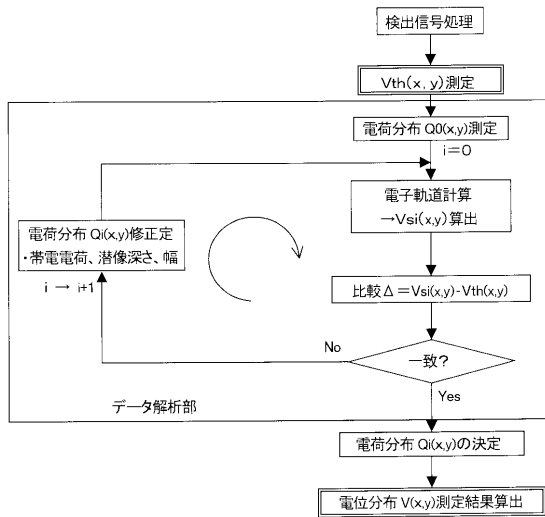 検出信号処理
Vth(x, y)測定
電荷分布 Q0(x,y)測定
i=0
電子軌道計算
→Vsi(x,y)算出
電荷分布 Qi(x,y)修正定
・帯電電荷、潜像深さ、幅
i → i+1
比較Δ=Vsi(x,y)-Vth(x,y)
No
一致?
Yes
データ解析部
電荷分布 Qi(x,y)の決定
電位分布 V(x,y)測定結果算出